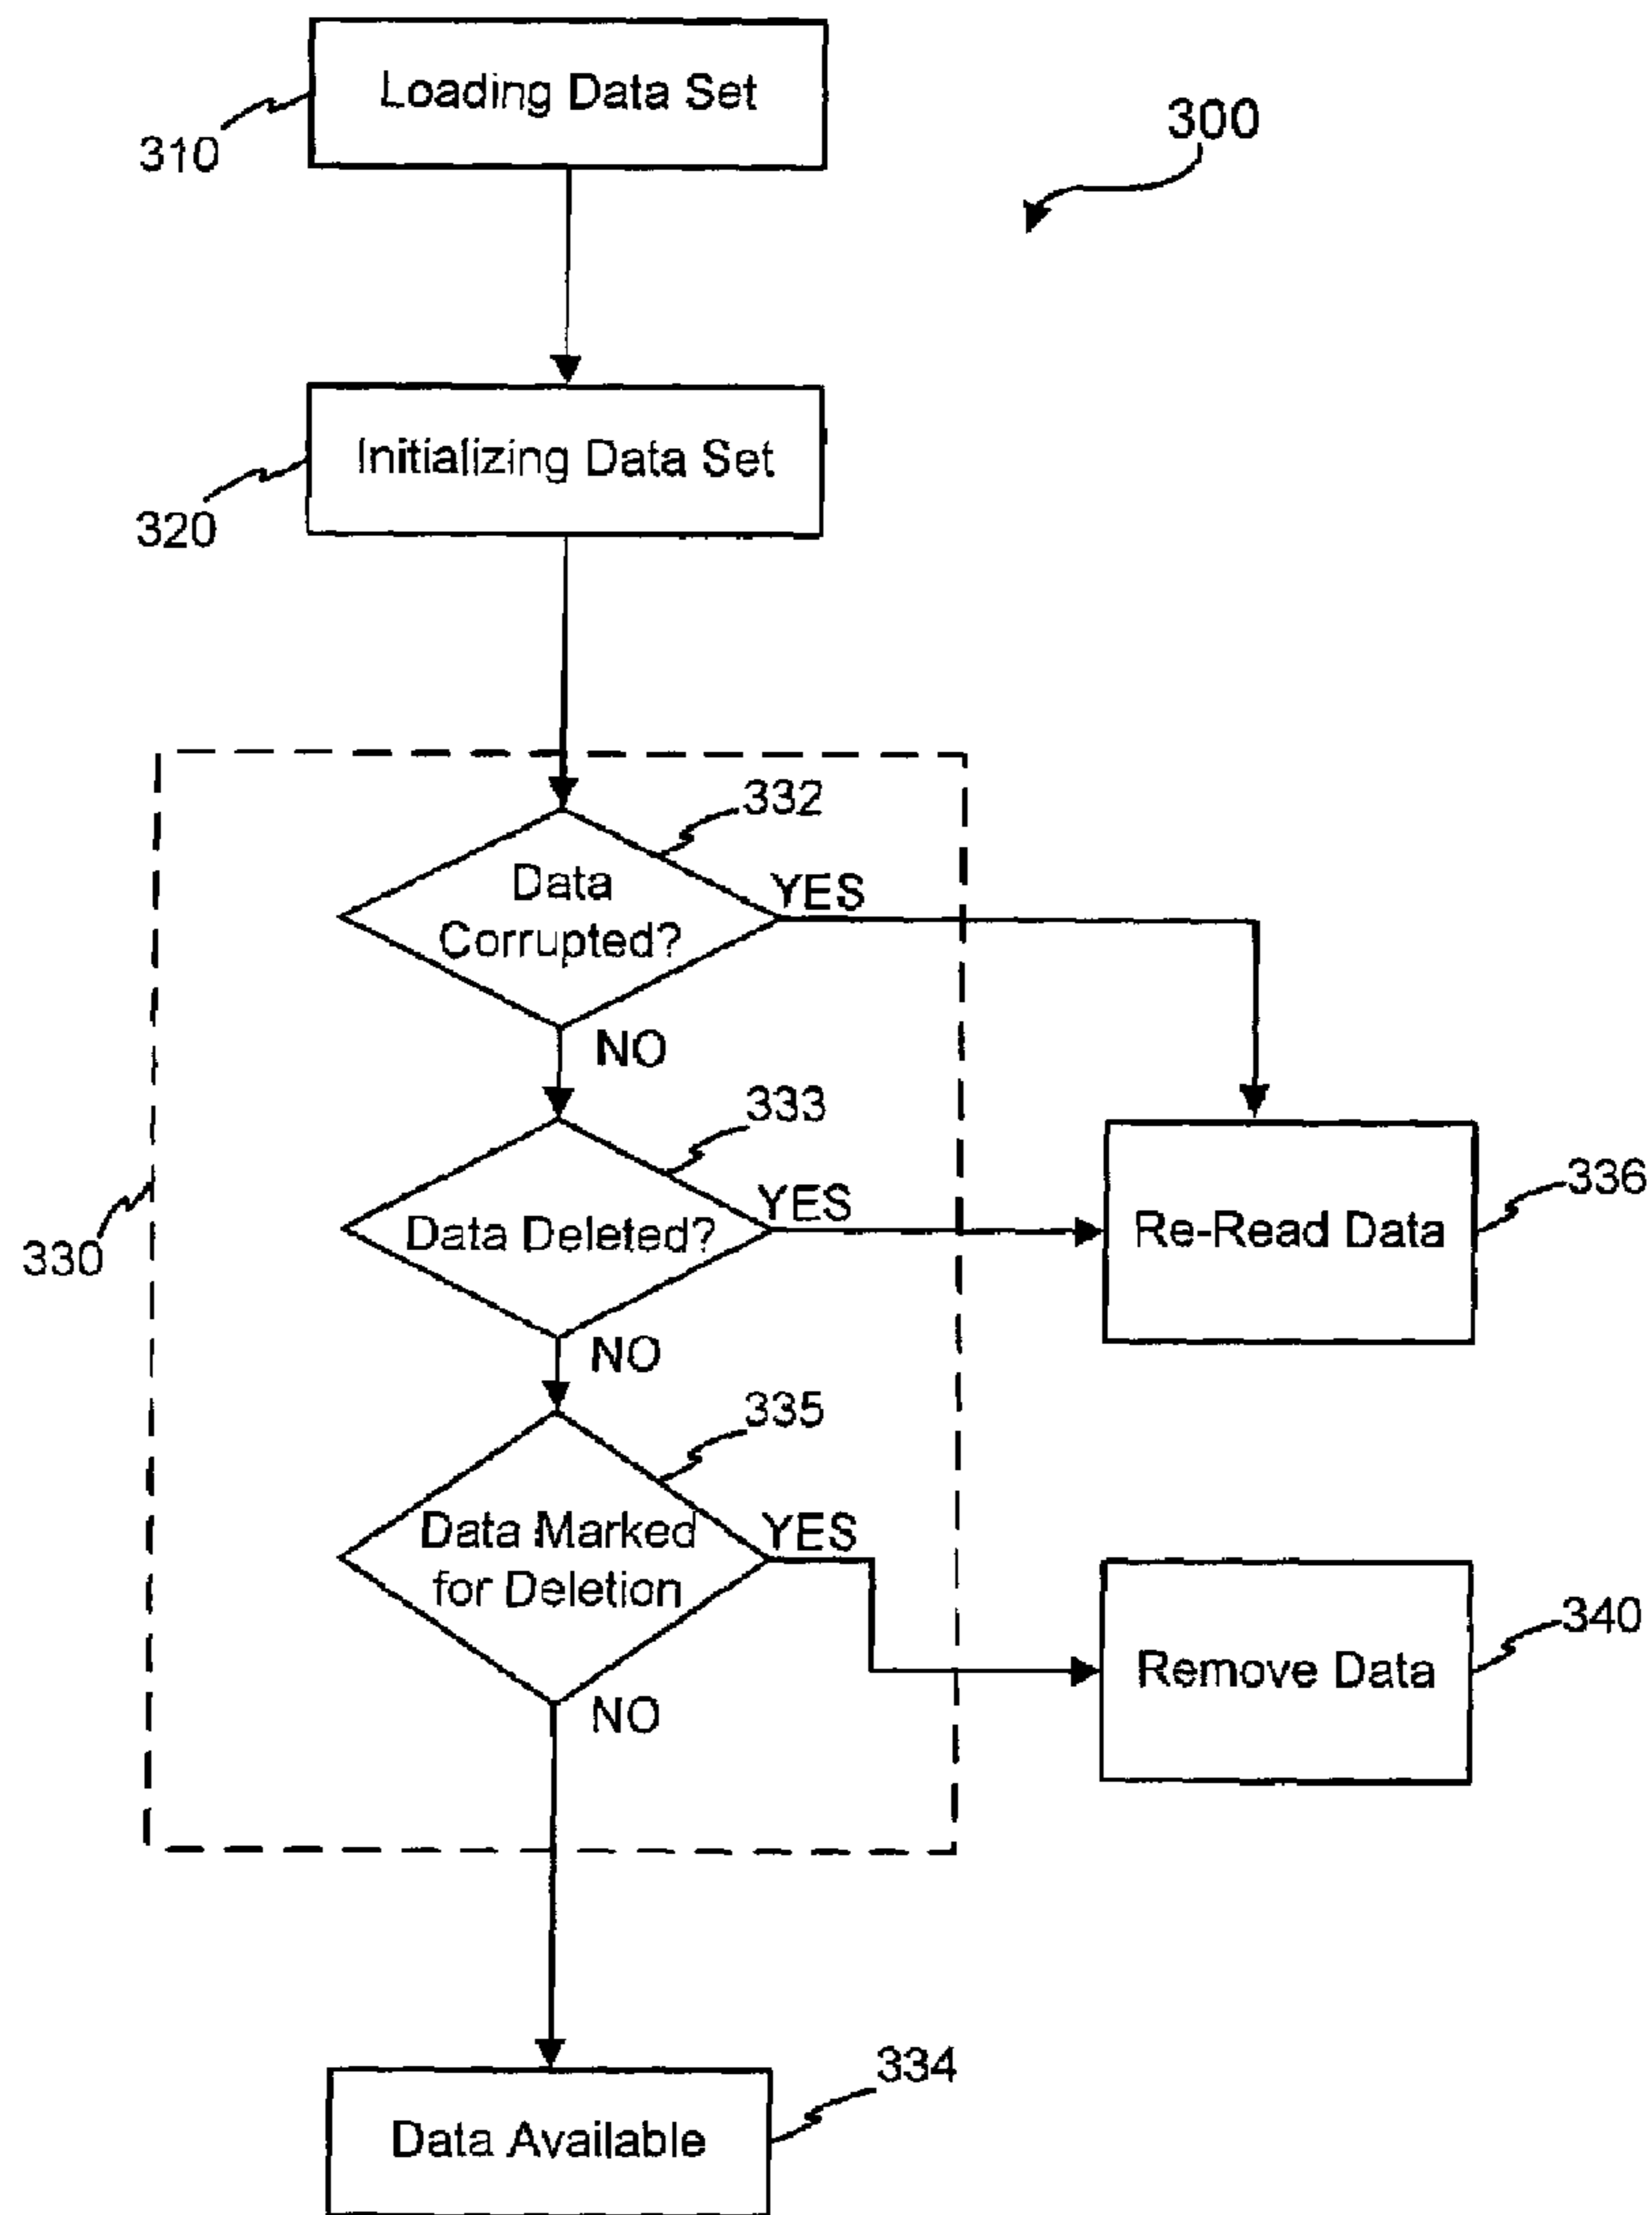 Loading Data Set
310
300
Initializing Data Set
320
332
Data
Corrupted?
YES
NO
333
Data Deleted?
YES
NO
330
Re-Read Data
336
335
Data Marked
for Deletion
YES
NO
Remove Data
340
334
Data Available